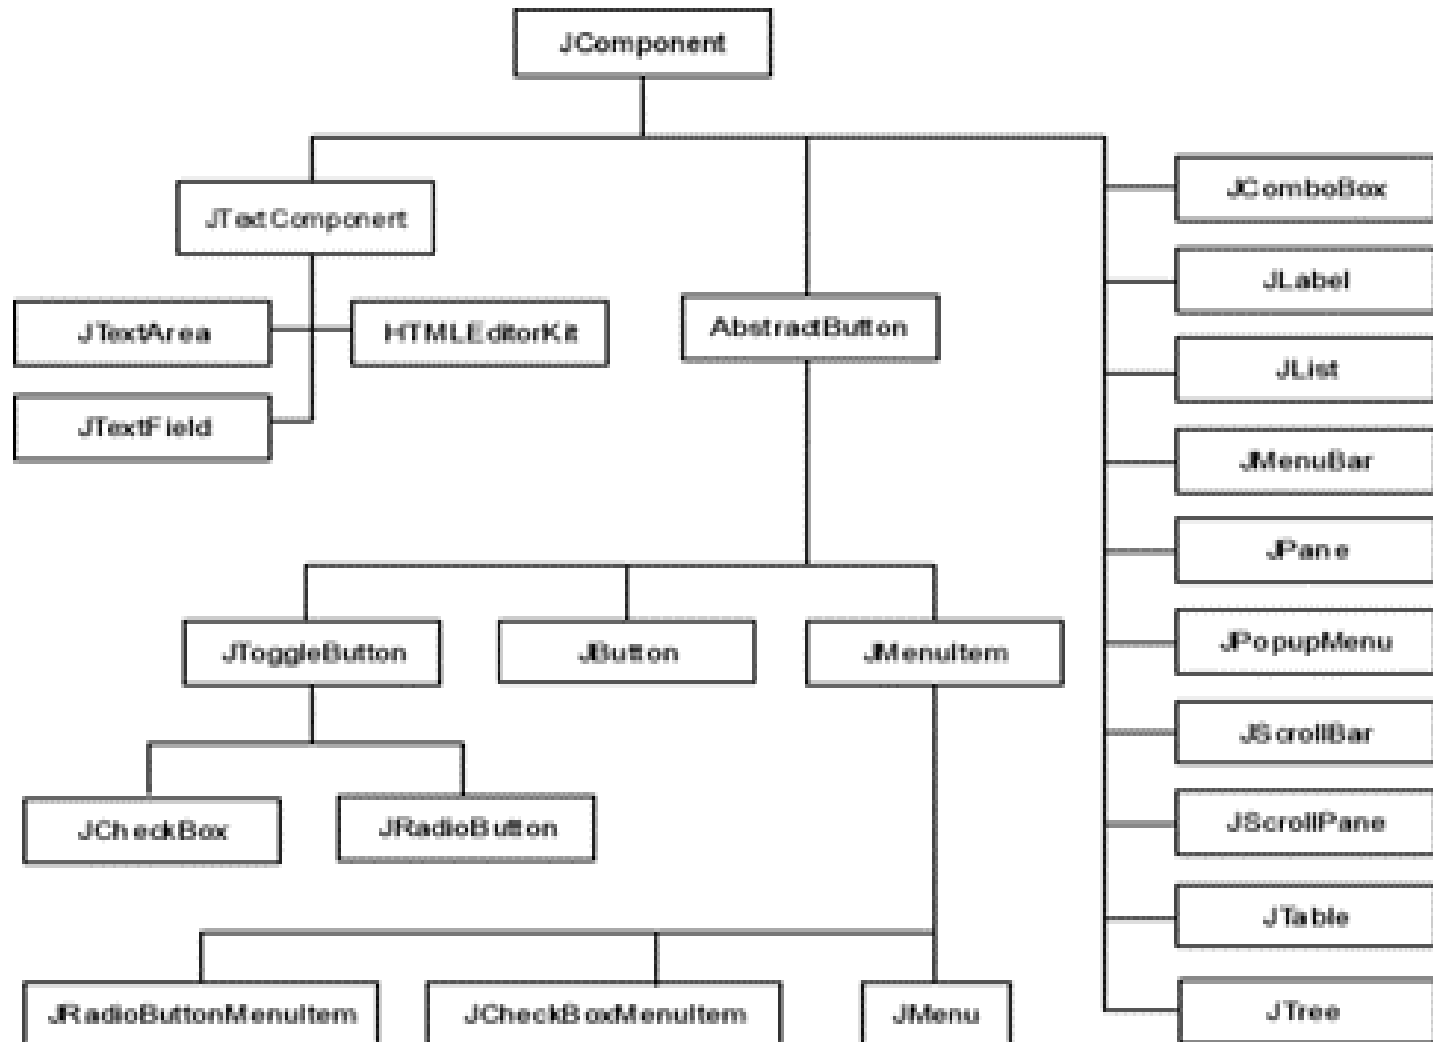 JComponent
JTextComponent
JComboBox
JLabel
JTextArea
HTMLEditorKit
AbstractButton
JList
JTextField
JMenuBar
JPane
JToggleButton
JButton
JMenuItem
JPopupMenu
JScrollBar
JCheckBox
JRadioButton
JScrollPane
JTable
JRadioButtonMenuItem
JCheckBoxMenuItem
JMenu
JTree